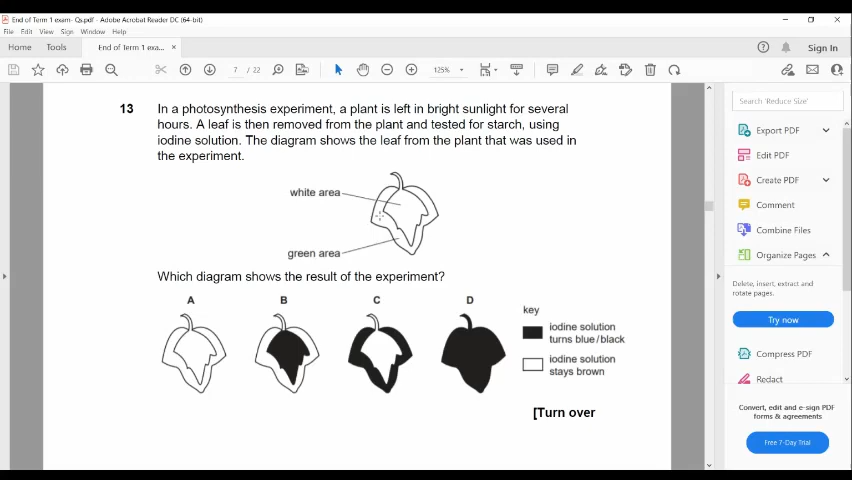 End of Term 1 exam- Qs.pdf - Adobe Acrobat Reader DC (64-bit)
File Edit View Sign Window Help
Home Tools End of Term 1 exa... × Sign In
7 / 22 125%
Search 'Reduce Size'
Export PDF
Edit PDF
Create PDF
Comment
Combine Files
Organize Pages
Delete, insert, extract and
rotate pages.
Try now
Compress PDF
Redact
Convert, edit and e-sign PDF
forms & agreements
Free 7-Day Trial
13 In a photosynthesis experiment, a plant is left in bright sunlight for several
hours. A leaf is then removed from the plant and tested for starch, using
iodine solution. The diagram shows the leaf from the plant that was used in
the experiment.
white area
green area
Which diagram shows the result of the experiment?
A B C D
key
iodine solution
turns blue/black
iodine solution
stays brown
[Turn over